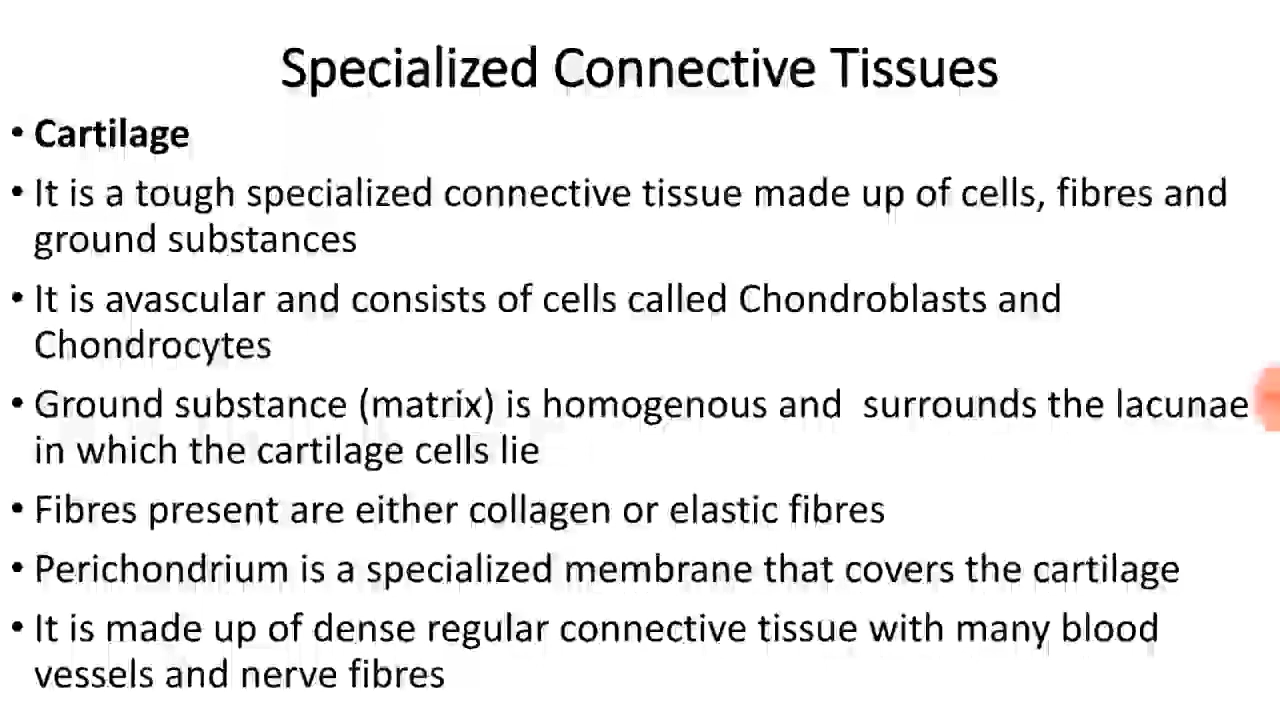 Specialized Connective Tissues
• Cartilage
• It is a tough specialized connective tissue made up of cells, fibres and
ground substances
• It is avascular and consists of cells called Chondroblasts and
Chondrocytes
• Ground substance (matrix) is homogenous and  surrounds the lacunae
in which the cartilage cells lie
• Fibres present are either collagen or elastic fibres
• Perichondrium is a specialized membrane that covers the cartilage
• It is made up of dense regular connective tissue with many blood
vessels and nerve fibres